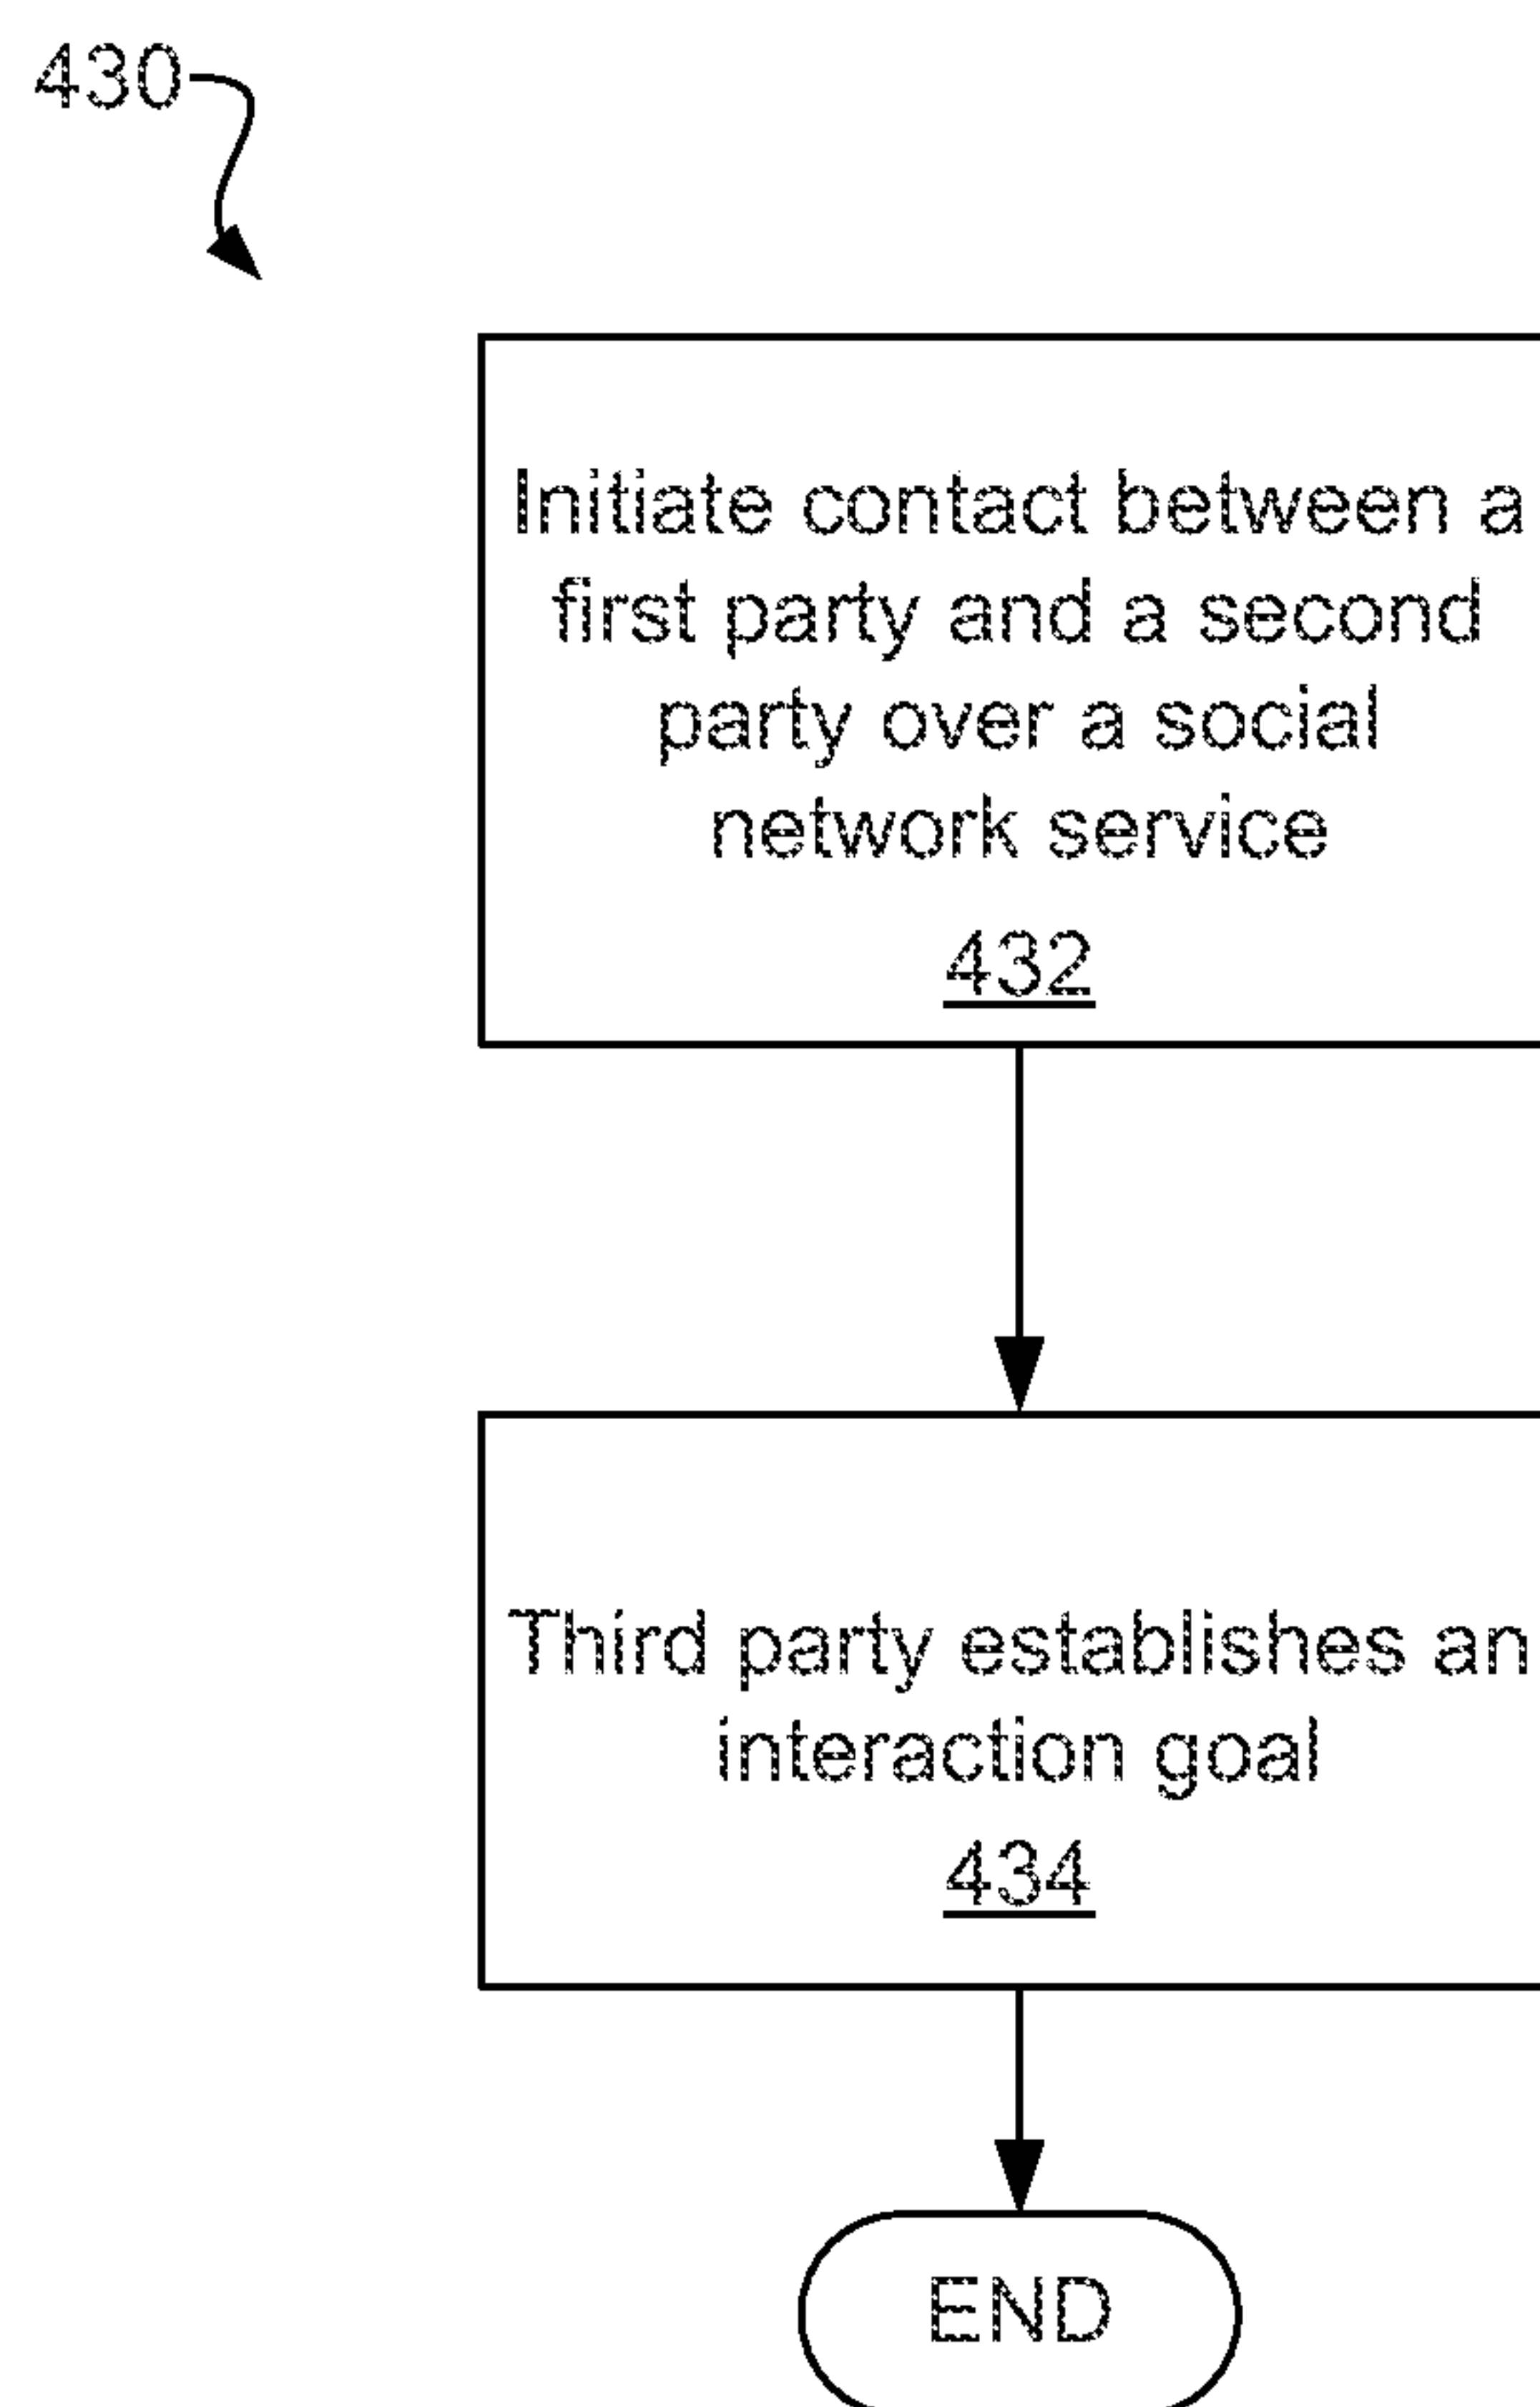 430
Initiate contact between a
first party and a second
party over a social
network service
432
Third party establishes an
interaction goal
434
END